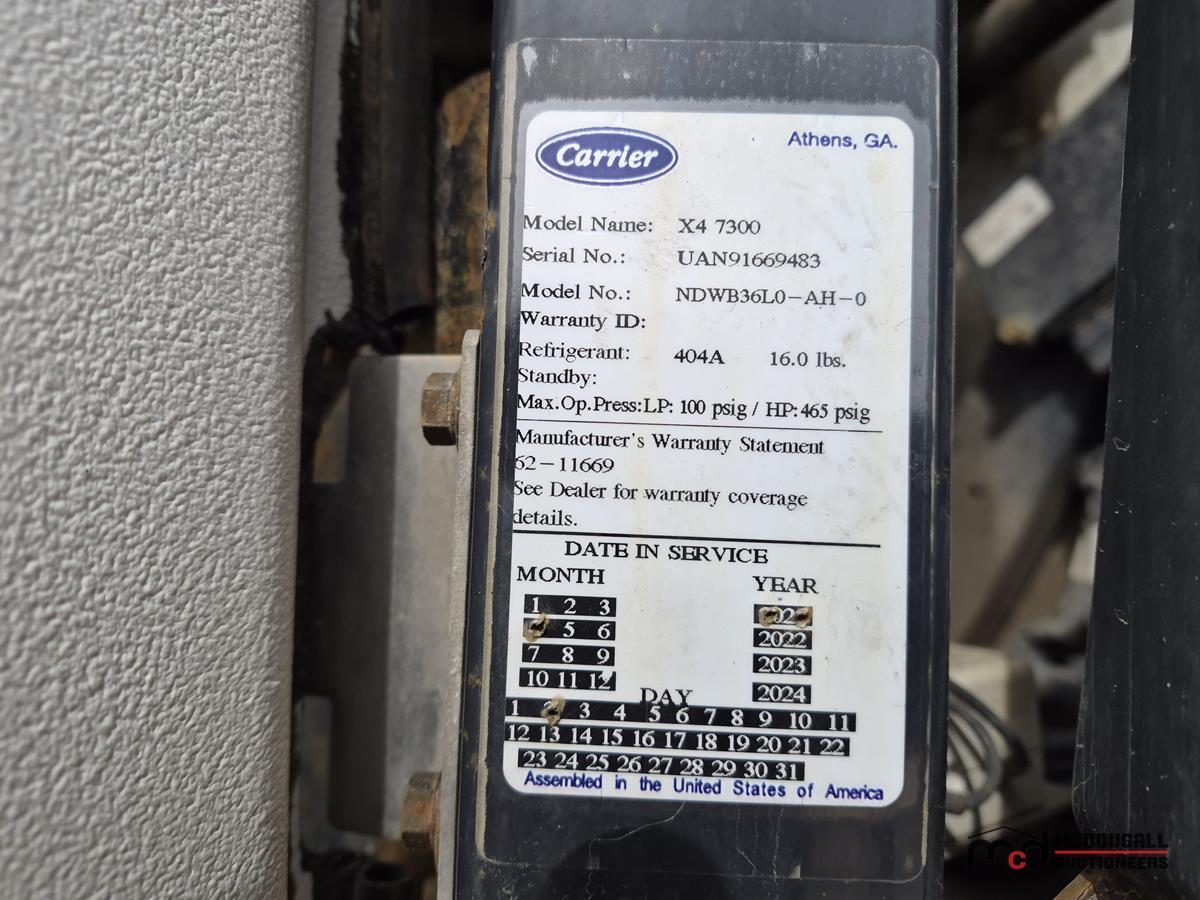 Carrier
Athens, GA.
Model Name: X4 7300
Serial No.: UAN91669483
Model No.: NDWB36L0-AH-0
Warranty ID:
Refrigerant: 404A 16.0 lbs.
Standby:
Max.Op.Press:LP: 100 psig / HP:465 psig
Manufacturer's Warranty Statement
62-11669
See Dealer for warranty coverage
details.
DATE IN SERVICE
MONTH YEAR
1 2 3
5 6 2022
7 8 9 2023
10 11 12 2024
DAY
1 3 4 5 6 7 8 9 10 11
12 13 14 15 16 17 18 19 20 21 22
23 24 25 26 27 28 29 30 31
Assembled in the United States of America
mcd MCDOUGALL
AUCTIONEERS